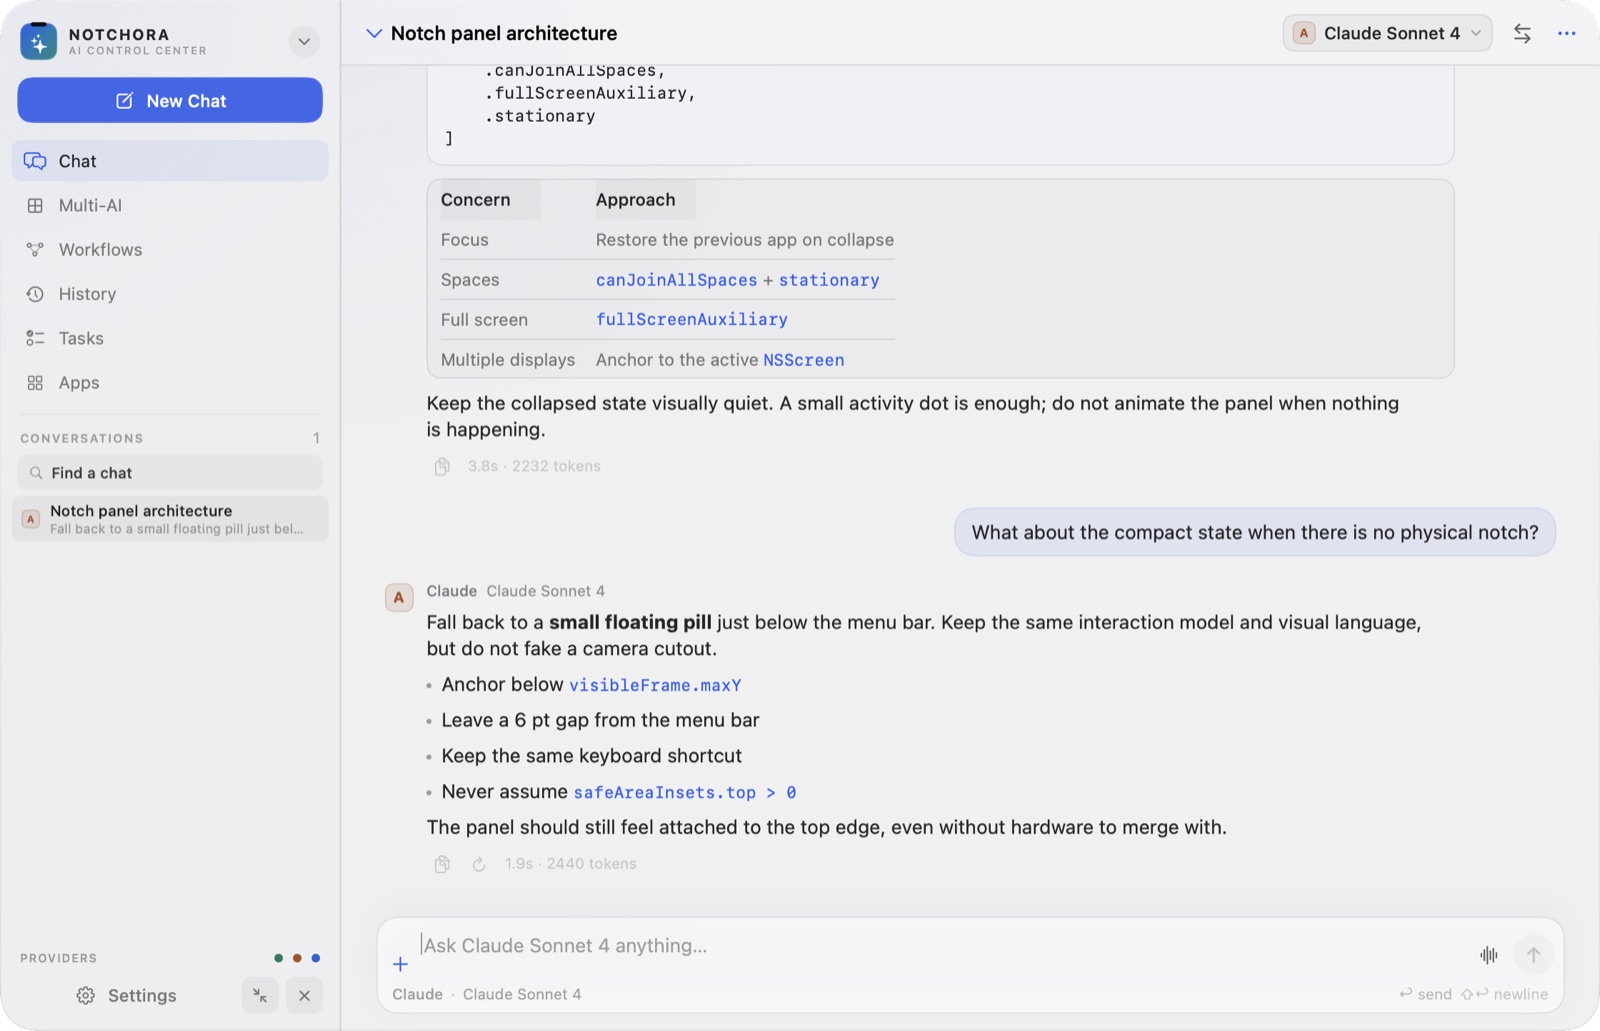 NOTCHORA
AI CONTROL CENTER
New Chat
Chat
Multi-AI
Workflows
History
Tasks
Apps
CONVERSATIONS 1
Find a chat
A
Notch panel architecture
Fall back to a small floating pill just bel...
PROVIDERS
Settings
Notch panel architecture
A Claude Sonnet 4
.canJoinAllSpaces,
.fullScreenAuxiliary,
.stationary
]
Concern Approach
Focus Restore the previous app on collapse
Spaces canJoinAllSpaces + stationary
Full screen fullScreenAuxiliary
Multiple displays Anchor to the active NSScreen
Keep the collapsed state visually quiet. A small activity dot is enough; do not animate the panel when nothing
is happening.
3.8s · 2232 tokens
What about the compact state when there is no physical notch?
A
Claude Claude Sonnet 4
Fall back to a small floating pill just below the menu bar. Keep the same interaction model and visual language,
but do not fake a camera cutout.
• Anchor below visibleFrame.maxY
• Leave a 6 pt gap from the menu bar
• Keep the same keyboard shortcut
• Never assume safeAreaInsets.top > 0
The panel should still feel attached to the top edge, even without hardware to merge with.
1.9s · 2440 tokens
Ask Claude Sonnet 4 anything...
Claude · Claude Sonnet 4
send newline